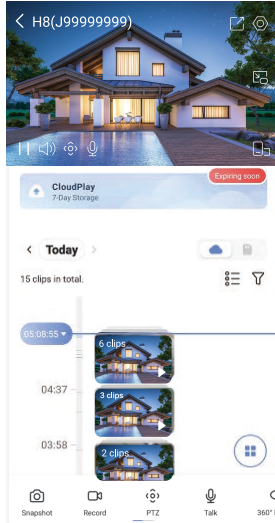 H8(J99999999)
Expiring soon
CloudPlay
7-Day Storage
Today
15 clips in total.
05:08:55
6 clips
04:37
3 clips
03:58
2 clips
Snapshot
Record
PTZ
Talk
360°